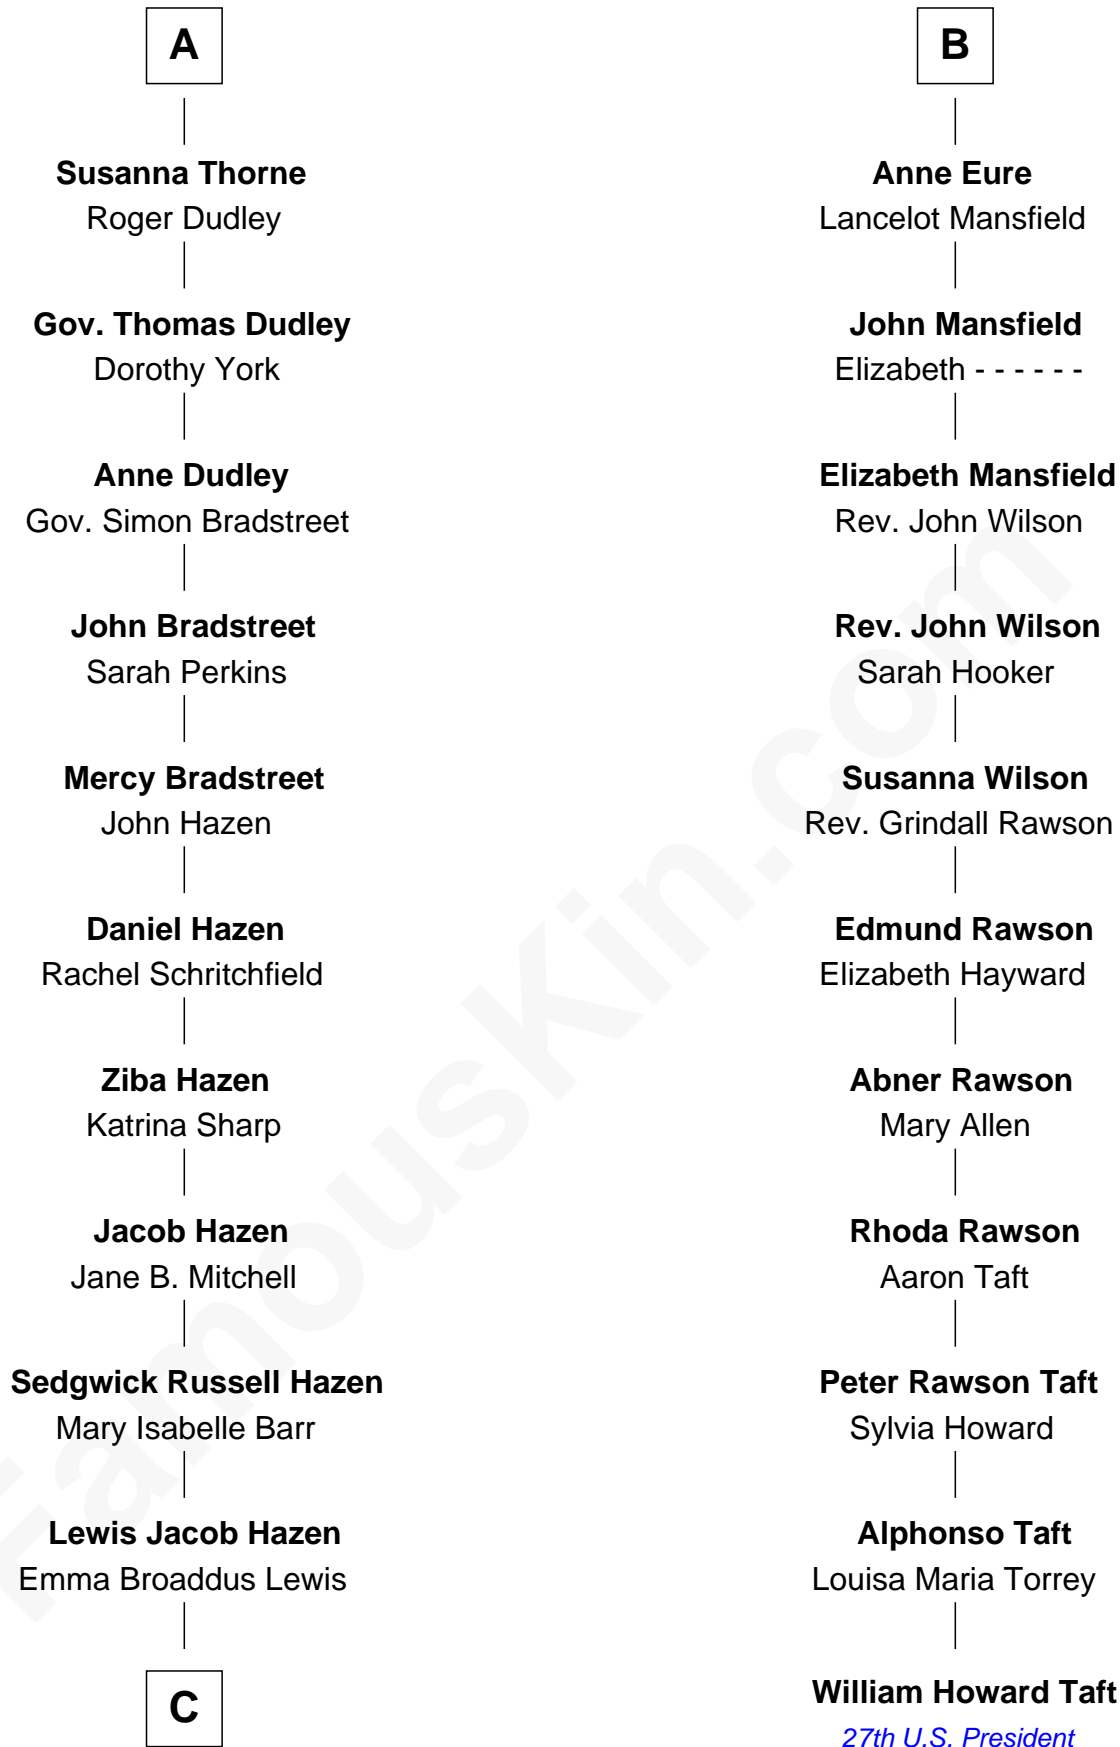 A
Susanna Thorne
Roger Dudley
Gov. Thomas Dudley
Dorothy York
Anne Dudley
Gov. Simon Bradstreet
John Bradstreet
Sarah Perkins
Mercy Bradstreet
John Hazen
Daniel Hazen
Rachel Schritchfield
Ziba Hazen
Katrina Sharp
Jacob Hazen
Jane B. Mitchell
Sedgwick Russell Hazen
Mary Isabelle Barr
Lewis Jacob Hazen
Emma Broaddus Lewis
C
B
Anne Eure
Lancelot Mansfield
John Mansfield
Elizabeth - - - - - -
Elizabeth Mansfield
Rev. John Wilson
Rev. John Wilson
Sarah Hooker
Susanna Wilson
Rev. Grindall Rawson
Edmund Rawson
Elizabeth Hayward
Abner Rawson
Mary Allen
Rhoda Rawson
Aaron Taft
Peter Rawson Taft
Sylvia Howard
Alphonso Taft
Louisa Maria Torrey
William Howard Taft
27th U.S. President
FamousKin.com